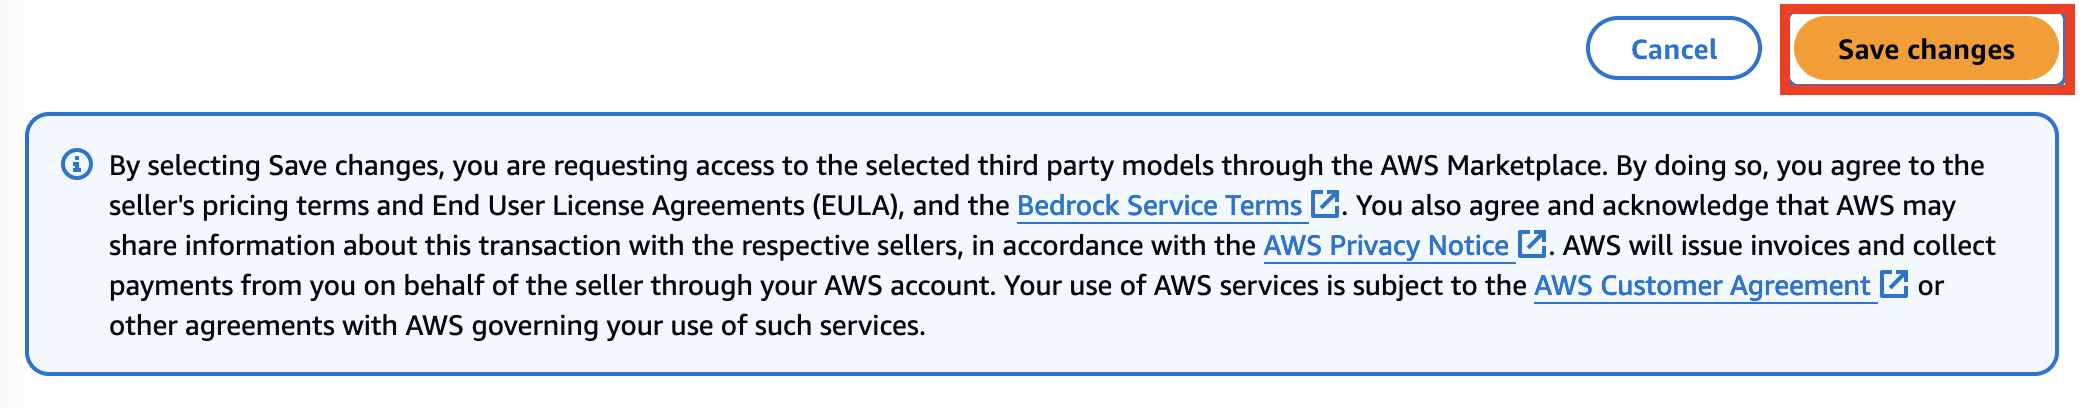 Cancel
Save changes
By selecting Save changes, you are requesting access to the selected third party models through the AWS Marketplace. By doing so, you agree to the
seller's pricing terms and End User License Agreements (EULA), and the Bedrock Service Terms. You also agree and acknowledge that AWS may
share information about this transaction with the respective sellers, in accordance with the AWS Privacy Notice. AWS will issue invoices and collect
payments from you on behalf of the seller through your AWS account. Your use of AWS services is subject to the AWS Customer Agreement or
other agreements with AWS governing your use of such services.